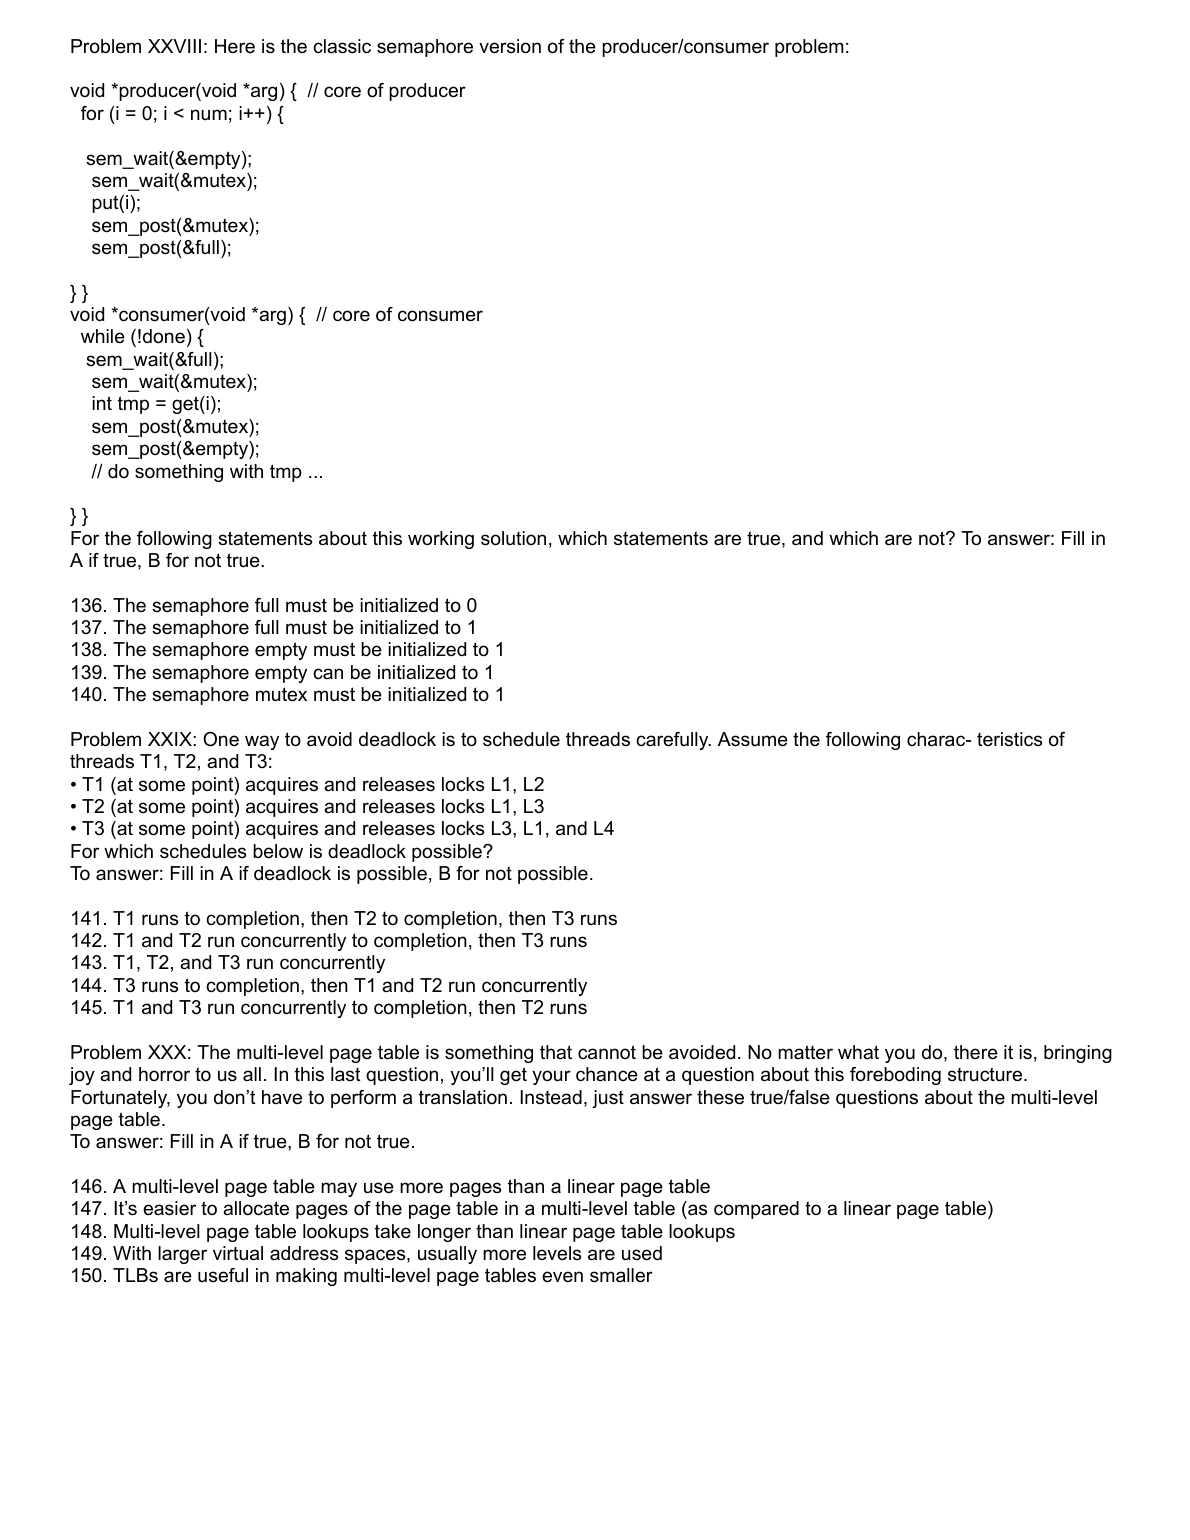 Problem XXVIII: Here is the classic semaphore version of the producer/consumer problem:
void *producer(void *arg) {  // core of producer
for (i = 0; i < num; i++) {
sem_wait(&empty);
sem_wait(&mutex);
put(i);
sem_post(&mutex);
sem_post(&full);
} }
void *consumer(void *arg) {  // core of consumer
while (!done) {
sem_wait(&full);
sem_wait(&mutex);
int tmp = get(i);
sem_post(&mutex);
sem_post(&empty);
// do something with tmp ...
} }
For the following statements about this working solution, which statements are true, and which are not? To answer: Fill in
A if true, B for not true.
136. The semaphore full must be initialized to 0
137. The semaphore full must be initialized to 1
138. The semaphore empty must be initialized to 1
139. The semaphore empty can be initialized to 1
140. The semaphore mutex must be initialized to 1
Problem XXIX: One way to avoid deadlock is to schedule threads carefully. Assume the following charac- teristics of
threads T1, T2, and T3:
• T1 (at some point) acquires and releases locks L1, L2
• T2 (at some point) acquires and releases locks L1, L3
• T3 (at some point) acquires and releases locks L3, L1, and L4
For which schedules below is deadlock possible?
To answer: Fill in A if deadlock is possible, B for not possible.
141. T1 runs to completion, then T2 to completion, then T3 runs
142. T1 and T2 run concurrently to completion, then T3 runs
143. T1, T2, and T3 run concurrently
144. T3 runs to completion, then T1 and T2 run concurrently
145. T1 and T3 run concurrently to completion, then T2 runs
Problem XXX: The multi-level page table is something that cannot be avoided. No matter what you do, there it is, bringing
joy and horror to us all. In this last question, you’ll get your chance at a question about this foreboding structure.
Fortunately, you don’t have to perform a translation. Instead, just answer these true/false questions about the multi-level
page table.
To answer: Fill in A if true, B for not true.
146. A multi-level page table may use more pages than a linear page table
147. It’s easier to allocate pages of the page table in a multi-level table (as compared to a linear page table)
148. Multi-level page table lookups take longer than linear page table lookups
149. With larger virtual address spaces, usually more levels are used
150. TLBs are useful in making multi-level page tables even smaller